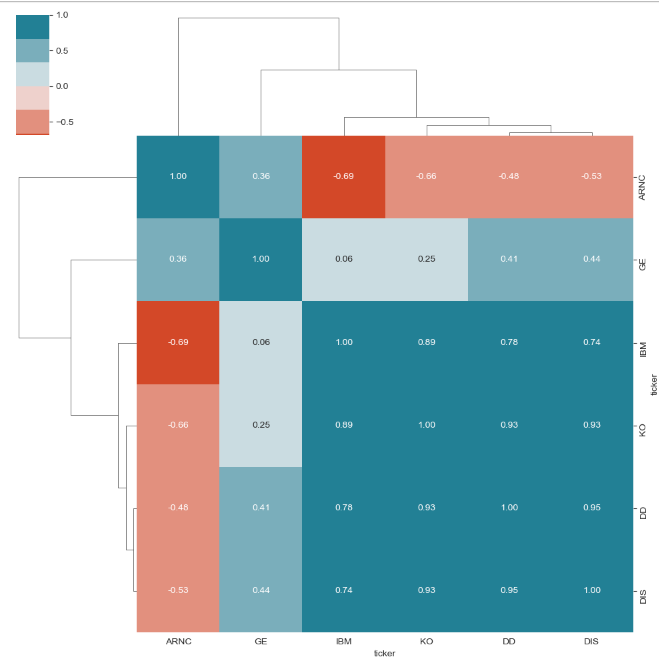 1.0
0.5
0.0
−0.5
1.00 0.36 -0.69 -0.66 -0.48 -0.53
ARNC
0.36 1.00 0.06 0.25 0.41 0.44
GE
-0.69 0.06 1.00 0.89 0.78 0.74
IBM
ticker
-0.66 0.25 0.89 1.00 0.93 0.93
KO
-0.48 0.41 0.78 0.93 1.00 0.95
DD
-0.53 0.44 0.74 0.93 0.95 1.00
DIS
ARNC GE IBM KO DD DIS
ticker